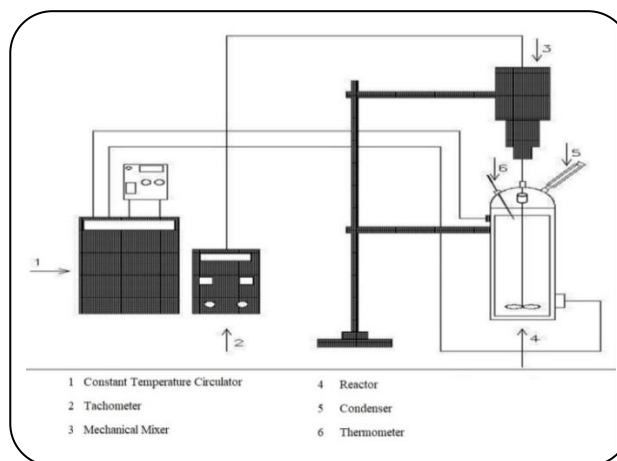 3
5
6
1
2
4
1 Constant Temperature Circulator
2 Tachometer
3 Mechanical Mixer
4 Reactor
5 Condenser
6 Thermometer